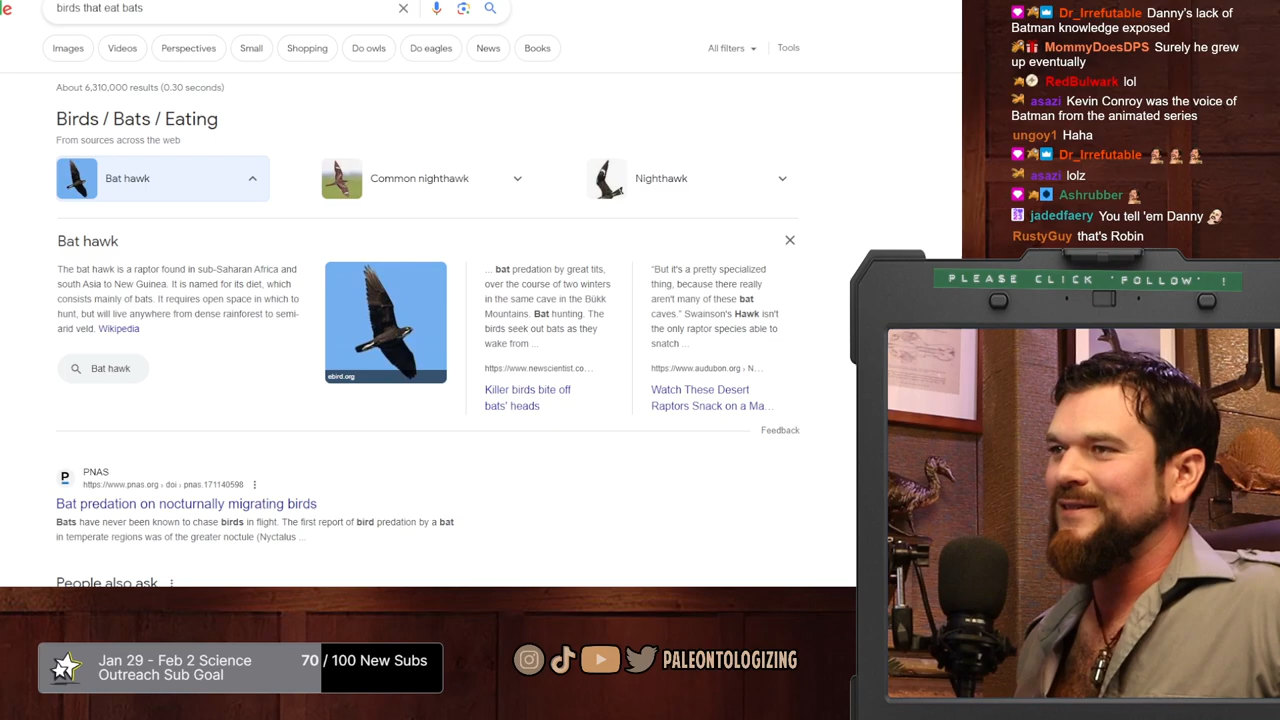 birds that eat bats
Images
Videos
Perspectives
Small
Shopping
Do owls
Do eagles
News
Books
All filters
Tools
About 6,310,000 results (0.30 seconds)
Birds / Bats / Eating
From sources across the web
Bat hawk
Common nighthawk
Nighthawk
Bat hawk
The bat hawk is a raptor found in sub-Saharan Africa and
south Asia to New Guinea. It is named for its diet, which
consists mainly of bats. It requires open space in which to
hunt, but will live anywhere from dense rainforest to semi-
arid veld. Wikipedia
Bat hawk
ebird.org
... bat predation by great tits,
over the course of two winters
in the same cave in the Bükk
Mountains. Bat hunting. The
birds seek out bats as they
wake from ...
https://www.newscientist.co...
Killer birds bite off
bats' heads
"But it's a pretty specialized
thing, because there really
aren't many of these bat
caves." Swainson's Hawk isn't
the only raptor species able to
snatch ...
https://www.audubon.org › N...
Watch These Desert
Raptors Snack on a Ma...
Feedback
P
PNAS
https://www.pnas.org › doi › pnas.171140598
Bat predation on nocturnally migrating birds
Bats have never been known to chase birds in flight. The first report of bird predation by a bat
in temperate regions was of the greater noctule (Nyctalus ...
People also ask
Dr_Irrefutable Danny's lack of
Batman knowledge exposed
MommyDoesDPS Surely he grew
up eventually
RedBulwark lol
asazi Kevin Conroy was the voice of
Batman from the animated series
ungoy1 Haha
Dr_Irrefutable
asazi lolz
Ashrubber
jadedfaery You tell 'em Danny
RustyGuy that's Robin
PLEASE CLICK 'FOLLOW' !
Jan 29 - Feb 2 Science
Outreach Sub Goal
70 / 100 New Subs
PALEONTOLOGIZING